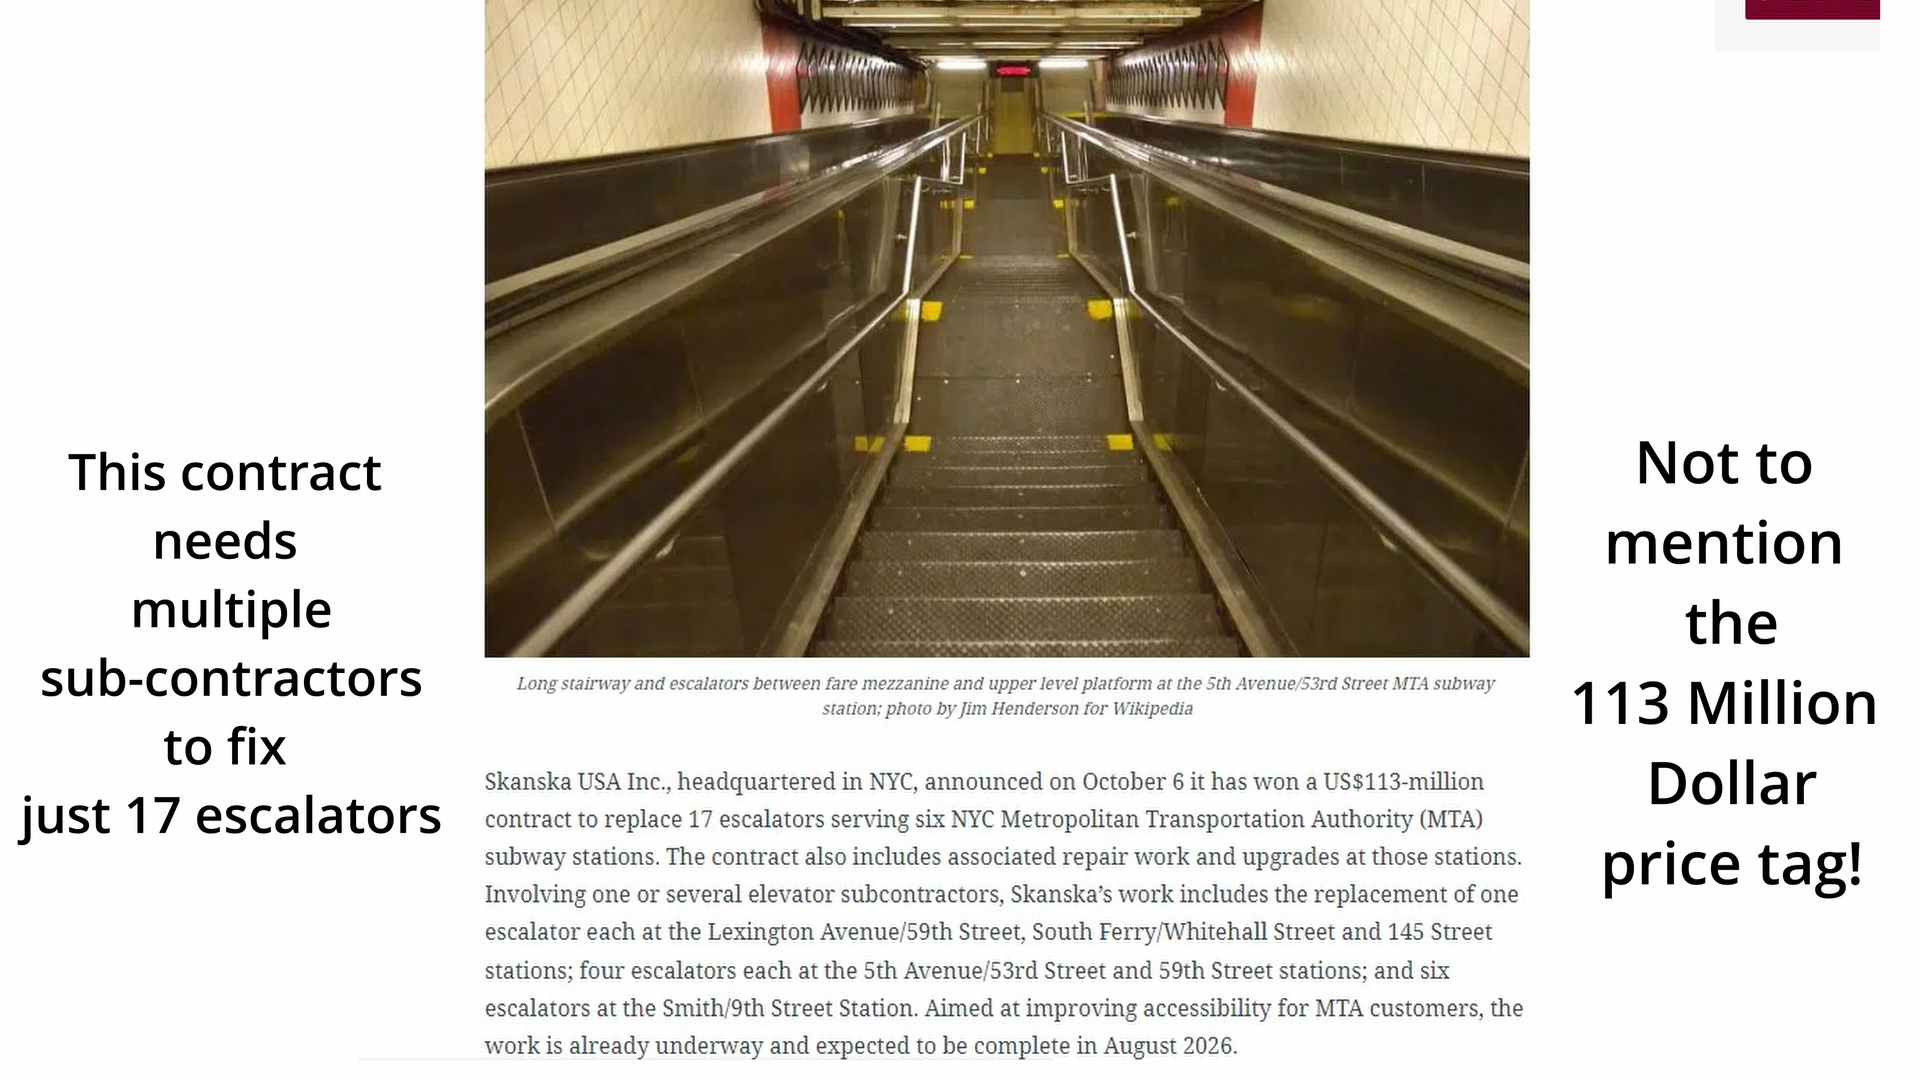 This contract
needs
multiple
sub-contractors
to fix
just 17 escalators
Long stairway and escalators between fare mezzanine and upper level platform at the 5th Avenue/53rd Street MTA subway
station; photo by Jim Henderson for Wikipedia
Skanska USA Inc., headquartered in NYC, announced on October 6 it has won a US$113-million
contract to replace 17 escalators serving six NYC Metropolitan Transportation Authority (MTA)
subway stations. The contract also includes associated repair work and upgrades at those stations.
Involving one or several elevator subcontractors, Skanska’s work includes the replacement of one
escalator each at the Lexington Avenue/59th Street, South Ferry/Whitehall Street and 145 Street
stations; four escalators each at the 5th Avenue/53rd Street and 59th Street stations; and six
escalators at the Smith/9th Street Station. Aimed at improving accessibility for MTA customers, the
work is already underway and expected to be complete in August 2026.
Not to
mention
the
113 Million
Dollar
price tag!